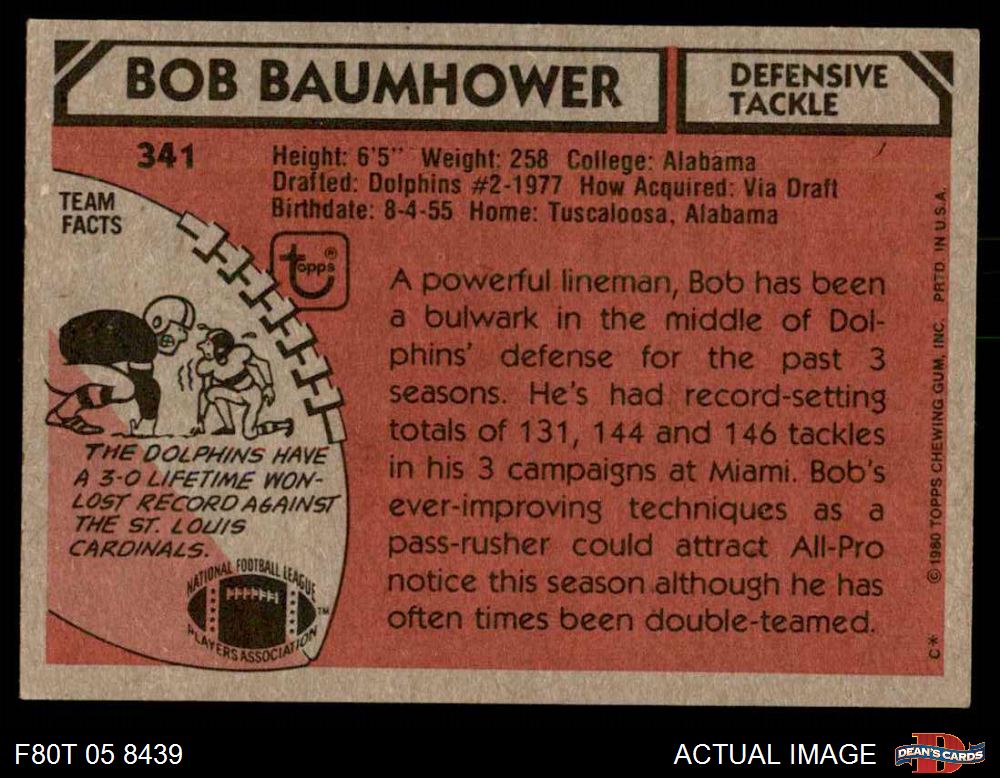 BOB BAUMHOWER
DEFENSIVE
TACKLE
341
Height: 6'5" Weight: 258 College: Alabama
Drafted: Dolphins #2-1977 How Acquired: Via Draft
Birthdate: 8-4-55 Home: Tuscaloosa, Alabama
TEAM
FACTS
topps®
A powerful lineman, Bob has been
a bulwark in the middle of Dol-
phins' defense for the past 3
seasons. He's had record-setting
totals of 131, 144 and 146 tackles
in his 3 campaigns at Miami. Bob's
ever-improving techniques as a
pass-rusher could attract All-Pro
notice this season although he has
often times been double-teamed.
THE DOLPHINS HAVE
A 3-0 LIFETIME WON-
LOST RECORD AGAINST
THE ST. LOUIS
CARDINALS.
NATIONAL FOOTBALL LEAGUE
PLAYERS ASSOCIATION
TM
C* © 1980 TOPPS CHEWING GUM, INC. PRTD. IN U.S.A.
F80T 05 8439
ACTUAL IMAGE
D
DEAN'S CARDS